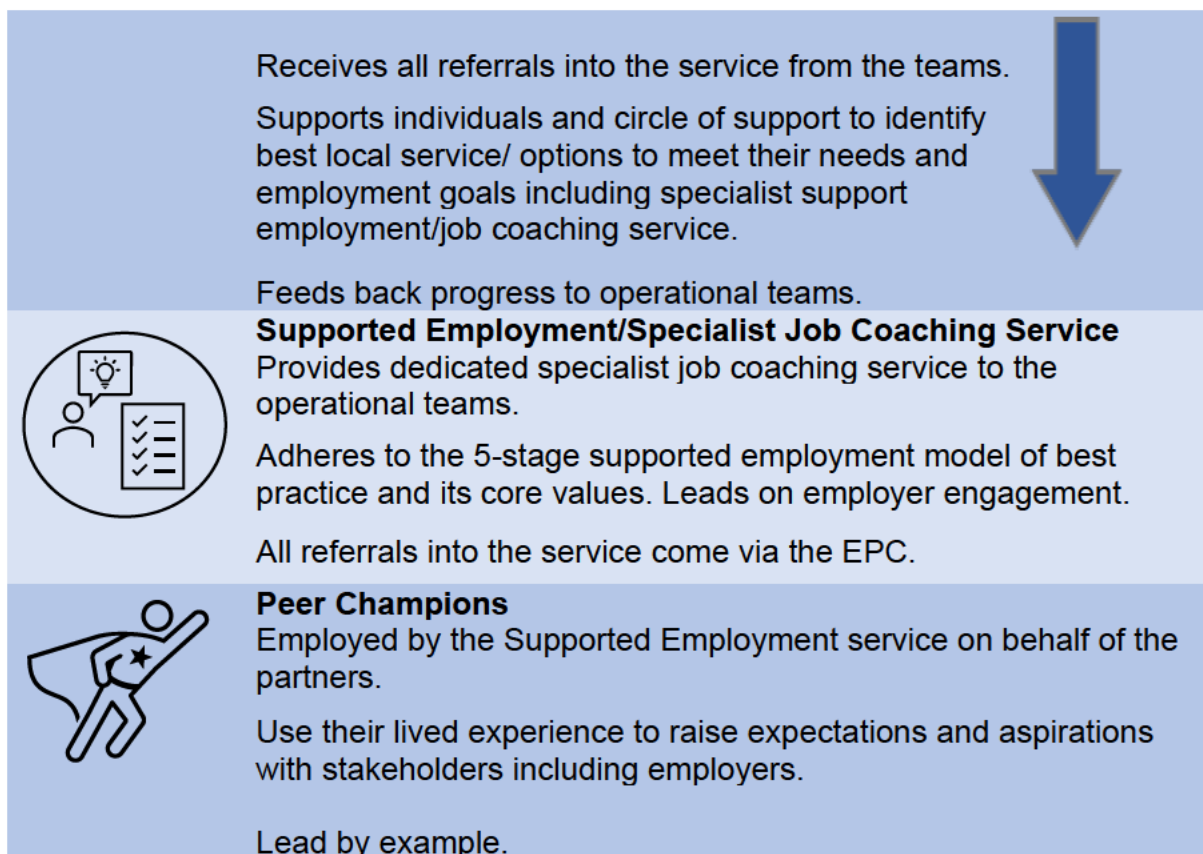 Receives all referrals into the service from the teams.
Supports individuals and circle of support to identify
best local service/ options to meet their needs and
employment goals including specialist support
employment/job coaching service.
Feeds back progress to operational teams.
Supported Employment/Specialist Job Coaching Service
Provides dedicated specialist job coaching service to the
operational teams.
Adheres to the 5-stage supported employment model of best
practice and its core values. Leads on employer engagement.
All referrals into the service come via the EPC.
Peer Champions
Employed by the Supported Employment service on behalf of the
partners.
Use their lived experience to raise expectations and aspirations
with stakeholders including employers.
Lead by example.